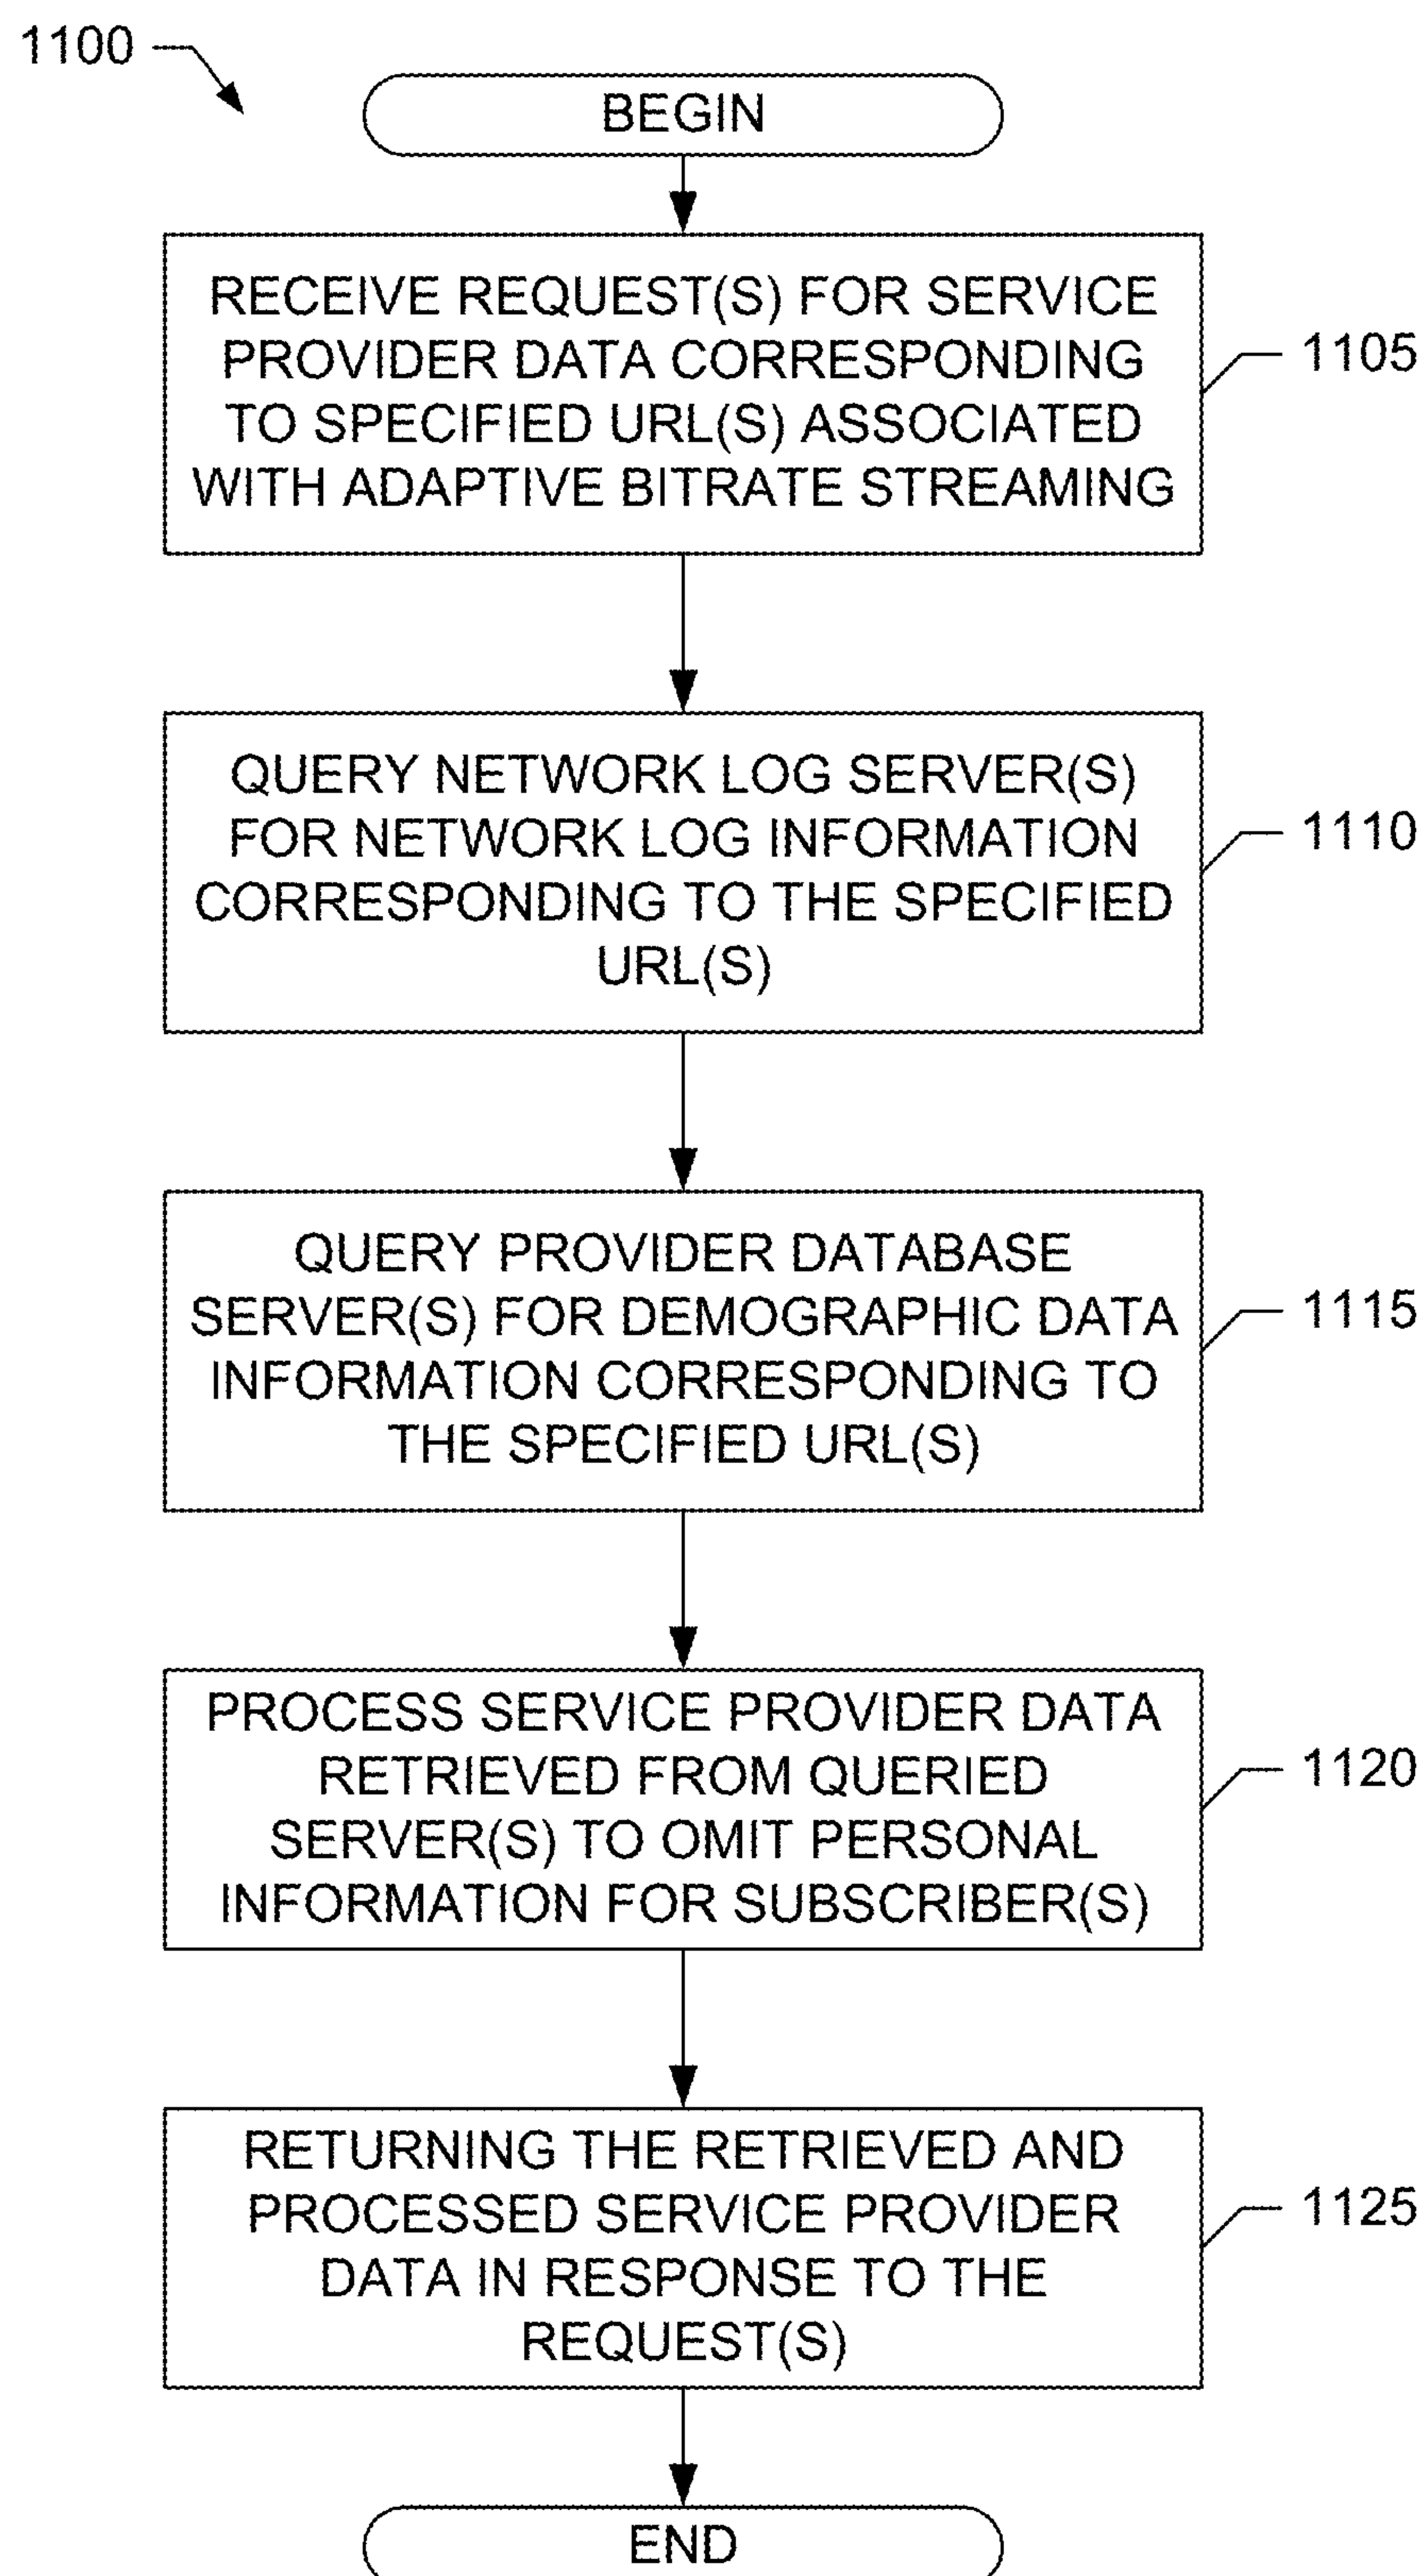 1100
BEGIN
RECEIVE REQUEST(S) FOR SERVICE
PROVIDER DATA CORRESPONDING
TO SPECIFIED URL(S) ASSOCIATED
WITH ADAPTIVE BITRATE STREAMING
1105
QUERY NETWORK LOG SERVER(S)
FOR NETWORK LOG INFORMATION
CORRESPONDING TO THE SPECIFIED
URL(S)
1110
QUERY PROVIDER DATABASE
SERVER(S) FOR DEMOGRAPHIC DATA
INFORMATION CORRESPONDING TO
THE SPECIFIED URL(S)
1115
PROCESS SERVICE PROVIDER DATA
RETRIEVED FROM QUERIED
SERVER(S) TO OMIT PERSONAL
INFORMATION FOR SUBSCRIBER(S)
1120
RETURNING THE RETRIEVED AND
PROCESSED SERVICE PROVIDER
DATA IN RESPONSE TO THE
REQUEST(S)
1125
END